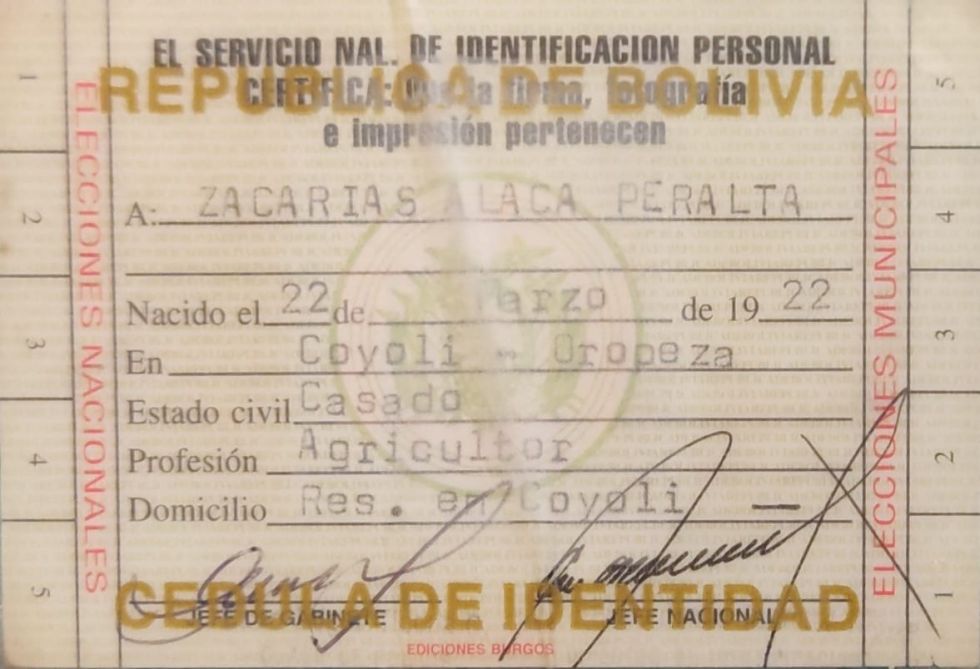 EL SERVICIO NAL. DE IDENTIFICACION PERSONAL
REPUBLICA DE BOLIVIA
CERTIFICA: Que la firma, fotografía
e impresión pertenecen
A: ZACARIAS PERALTA
Nacido el 22 de Marzo de 19 22
En Coyoli - Oropeza
Estado civil Casado
Profesión Agricultor
Domicilio Res. en Coyoli —
JEFE DE GABINETE JEFE NACIONAL
CEDULA DE IDENTIDAD
EDICIONES BURGOS
ELECCIONES NACIONALES
1
2
3
4
5
ELECCIONES MUNICIPALES
5
4
3
2
1